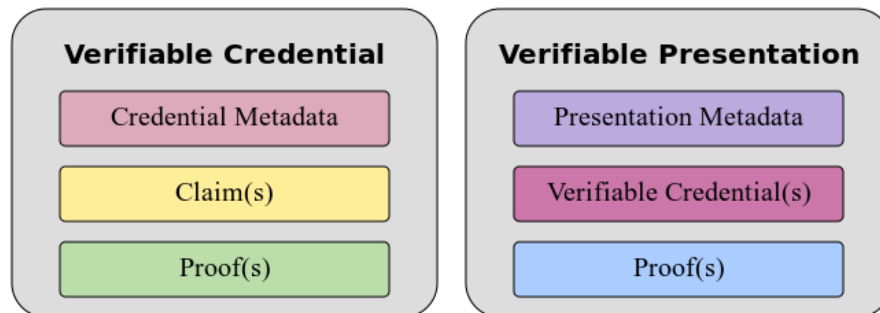 Verifiable Credential
Credential Metadata
Claim(s)
Proof(s)
Verifiable Presentation
Presentation Metadata
Verifiable Credential(s)
Proof(s)